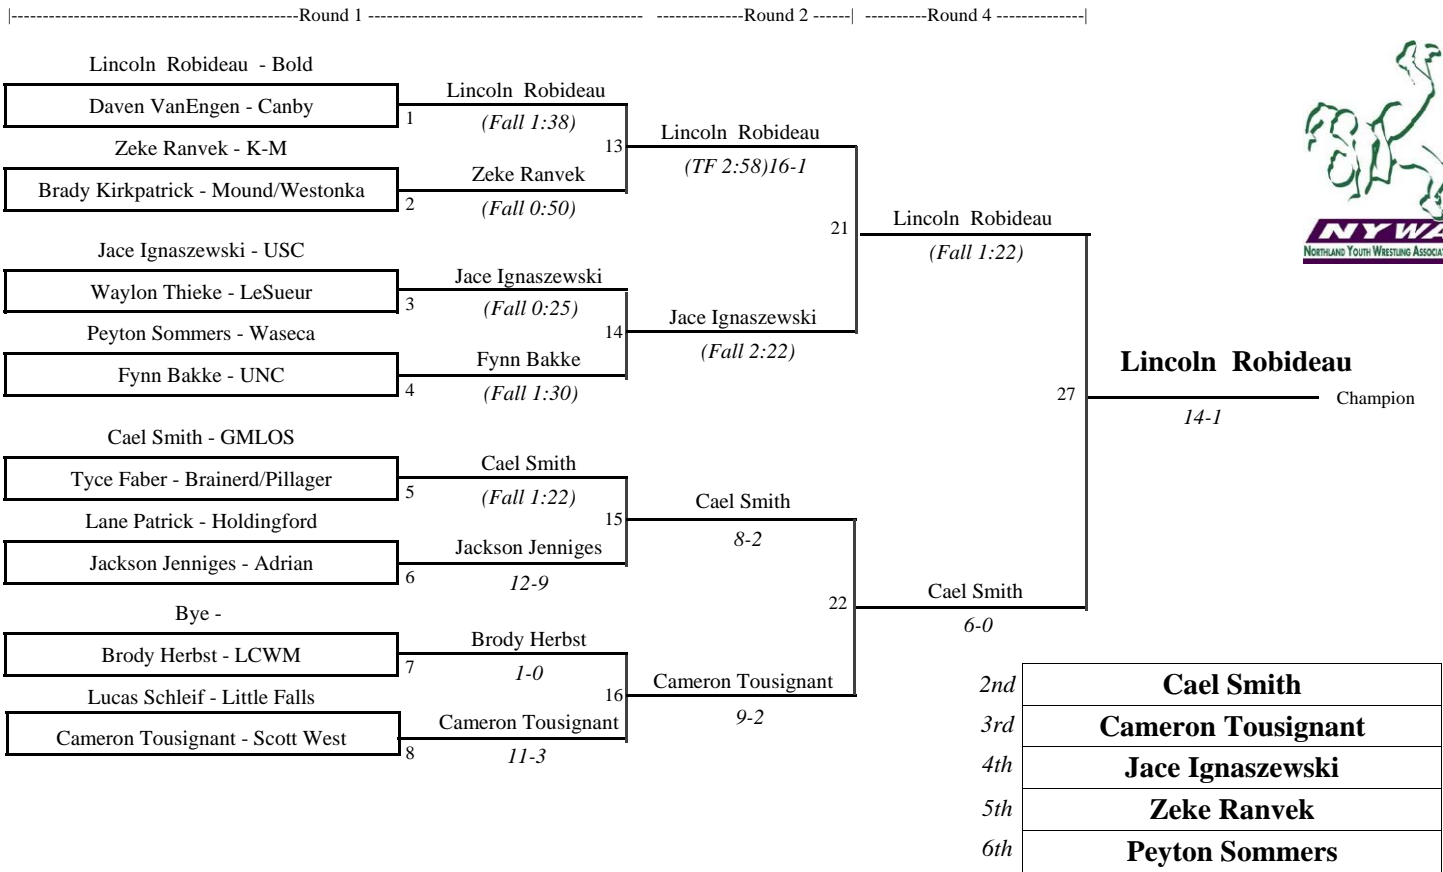 |-----------------------------------------------Round 1 --------------------------------------------- --------------Round 2 ------| ----------Round 4 --------------|
Lincoln Robideau - Bold
Daven VanEngen - Canby
1
Lincoln Robideau
(Fall 1:38)
Zeke Ranvek - K-M
Brady Kirkpatrick - Mound/Westonka
2
Zeke Ranvek
(Fall 0:50)
13
Lincoln Robideau
(TF 2:58)16-1
Jace Ignaszewski - USC
Waylon Thieke - LeSueur
3
Jace Ignaszewski
(Fall 0:25)
Peyton Sommers - Waseca
Fynn Bakke - UNC
4
Fynn Bakke
(Fall 1:30)
14
Jace Ignaszewski
(Fall 2:22)
21
Lincoln Robideau
(Fall 1:22)
Cael Smith - GMLOS
Tyce Faber - Brainerd/Pillager
5
Cael Smith
(Fall 1:22)
Lane Patrick - Holdingford
Jackson Jenniges - Adrian
6
Jackson Jenniges
12-9
15
Cael Smith
8-2
Bye -
Brody Herbst - LCWM
7
Brody Herbst
1-0
Lucas Schleif - Little Falls
Cameron Tousignant - Scott West
8
Cameron Tousignant
11-3
16
Cameron Tousignant
9-2
22
Cael Smith
6-0
27
Lincoln Robideau
14-1
Champion
NYWA
NORTHLAND YOUTH WRESTLING
2nd Cael Smith
3rd Cameron Tousignant
4th Jace Ignaszewski
5th Zeke Ranvek
6th Peyton Sommers